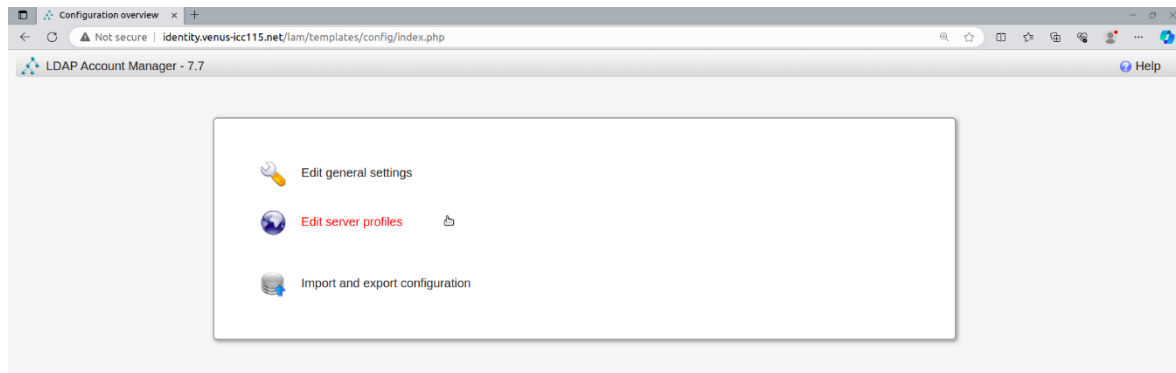 Configuration overview
Not secure | identity.venus-icc115.net/lam/templates/config/index.php
LDAP Account Manager - 7.7
Help
Edit general settings
Edit server profiles
Import and export configuration